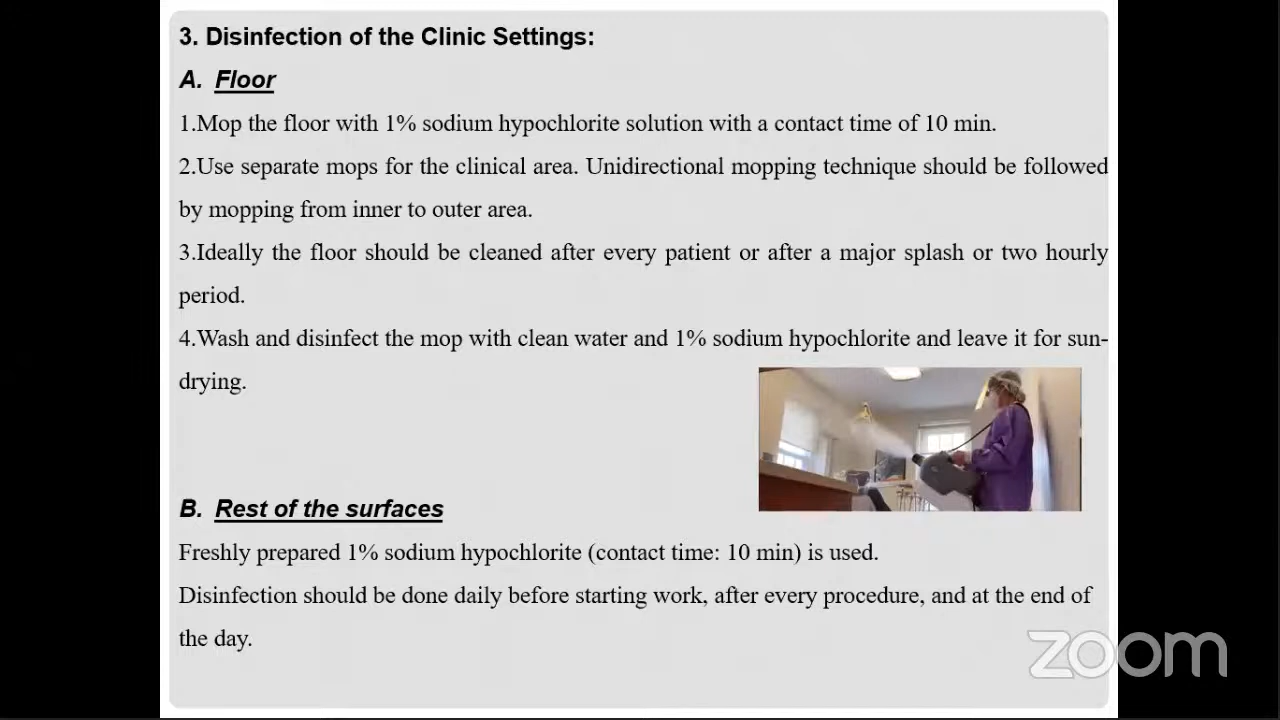 3. Disinfection of the Clinic Settings:
A. Floor
1.Mop the floor with 1% sodium hypochlorite solution with a contact time of 10 min.
2.Use separate mops for the clinical area. Unidirectional mopping technique should be followed
by mopping from inner to outer area.
3.Ideally the floor should be cleaned after every patient or after a major splash or two hourly
period.
4.Wash and disinfect the mop with clean water and 1% sodium hypochlorite and leave it for sun-
drying.
B. Rest of the surfaces
Freshly prepared 1% sodium hypochlorite (contact time: 10 min) is used.
Disinfection should be done daily before starting work, after every procedure, and at the end of
the day.
zoom